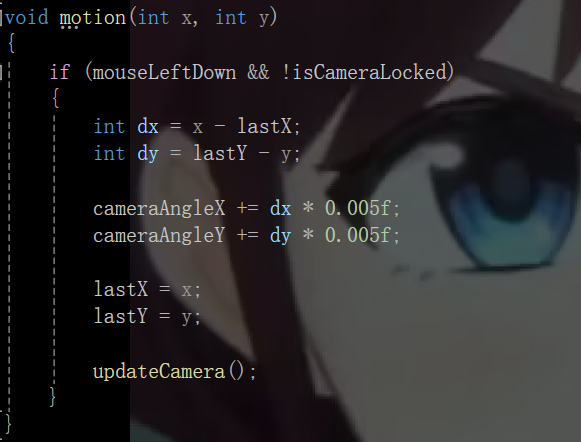 void motion(int x, int y)
{
if (mouseLeftDown && !isCameraLocked)
{
int dx = x - lastX;
int dy = lastY - y;
cameraAngleX += dx * 0.005f;
cameraAngleY += dy * 0.005f;
lastX = x;
lastY = y;
updateCamera();
}
}